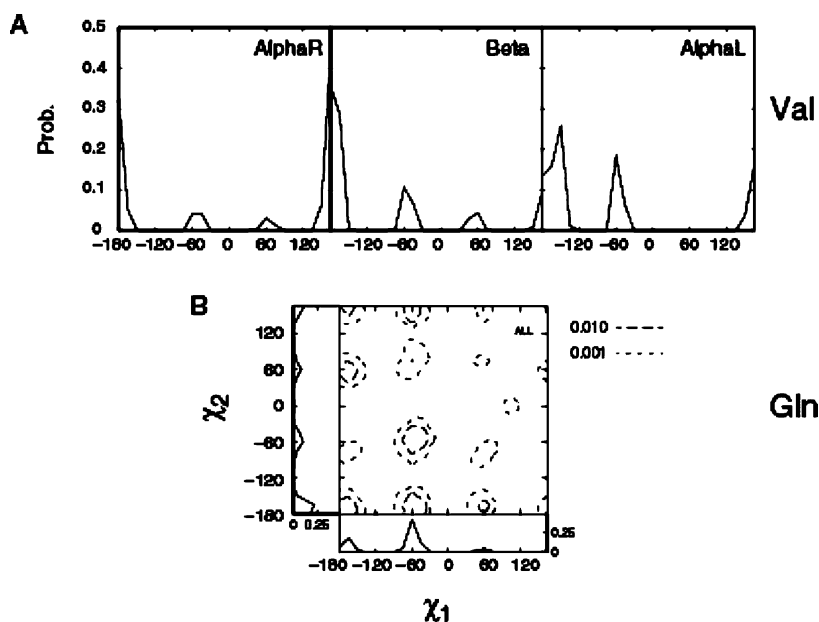 A
0.5
0.4
0.3
0.2
0.1
0
Prob.
AlphaR
Beta
AlphaL
Val
-180 -120 -60 0 60 120 -120 -60 0 60 120 -120 -60 0 60 120
B
120
60
0
-60
-120
-180
χ2
ALL
0.010
0.001
Gln
0 0.25
0.25
0
-180 -120 -60 0 60 120
χ1